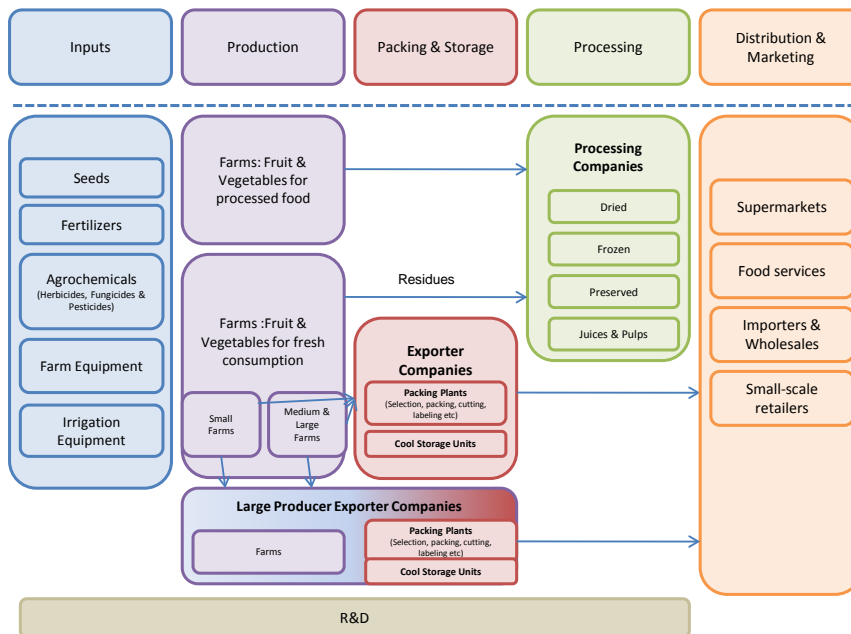 Inputs
Production
Packing & Storage
Processing
Distribution &
Marketing
Seeds
Fertilizers
Agrochemicals
(Herbicides, Fungicides &
Pesticides)
Farm Equipment
Irrigation
Equipment
Farms: Fruit &
Vegetables for
processed food
Farms :Fruit &
Vegetables for fresh
consumption
Small
Farms
Medium &
Large
Farms
Residues
Exporter
Companies
Packing Plants
(Selection, packing, cutting,
labeling etc)
Cool Storage Units
Large Producer Exporter Companies
Farms
Packing Plants
(Selection, packing, cutting,
labeling etc)
Cool Storage Units
Processing
Companies
Dried
Frozen
Preserved
Juices & Pulps
Supermarkets
Food services
Importers &
Wholesales
Small-scale
retailers
R&D